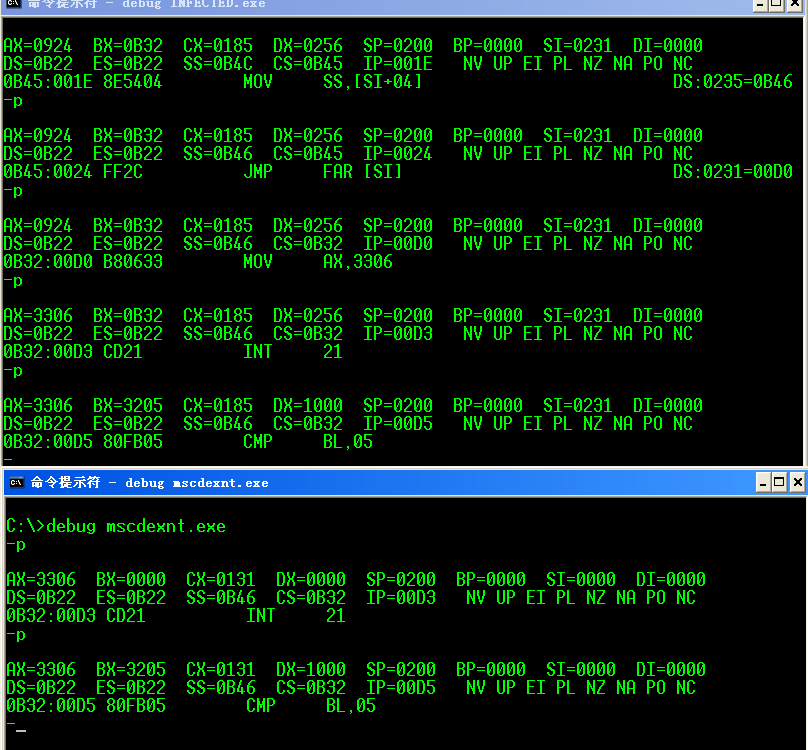 命令提示符 - debug INFECTED.exe
AX=0924 BX=0B32 CX=0185 DX=0256 SP=0200 BP=0000 SI=0231 DI=0000
DS=0B22 ES=0B22 SS=0B4C CS=0B45 IP=001E NV UP EI PL NZ NA PO NC
0B45:001E 8E5404 MOV SS,[SI+04] DS:0235=0B46
-p
AX=0924 BX=0B32 CX=0185 DX=0256 SP=0200 BP=0000 SI=0231 DI=0000
DS=0B22 ES=0B22 SS=0B46 CS=0B45 IP=0024 NV UP EI PL NZ NA PO NC
0B45:0024 FF2C JMP FAR [SI] DS:0231=00D0
-p
AX=0924 BX=0B32 CX=0185 DX=0256 SP=0200 BP=0000 SI=0231 DI=0000
DS=0B22 ES=0B22 SS=0B46 CS=0B32 IP=00D0 NV UP EI PL NZ NA PO NC
0B32:00D0 B80633 MOV AX,3306
-p
AX=3306 BX=0B32 CX=0185 DX=0256 SP=0200 BP=0000 SI=0231 DI=0000
DS=0B22 ES=0B22 SS=0B46 CS=0B32 IP=00D3 NV UP EI PL NZ NA PO NC
0B32:00D3 CD21 INT 21
-p
AX=3306 BX=3205 CX=0185 DX=1000 SP=0200 BP=0000 SI=0231 DI=0000
DS=0B22 ES=0B22 SS=0B46 CS=0B32 IP=00D5 NV UP EI PL NZ NA PO NC
0B32:00D5 80FB05 CMP BL,05
-
命令提示符 - debug mscdexnt.exe
C:\>debug mscdexnt.exe
-p
AX=3306 BX=0000 CX=0131 DX=0000 SP=0200 BP=0000 SI=0000 DI=0000
DS=0B22 ES=0B22 SS=0B46 CS=0B32 IP=00D3 NV UP EI PL NZ NA PO NC
0B32:00D3 CD21 INT 21
-p
AX=3306 BX=3205 CX=0131 DX=1000 SP=0200 BP=0000 SI=0000 DI=0000
DS=0B22 ES=0B22 SS=0B46 CS=0B32 IP=00D5 NV UP EI PL NZ NA PO NC
0B32:00D5 80FB05 CMP BL,05
-_